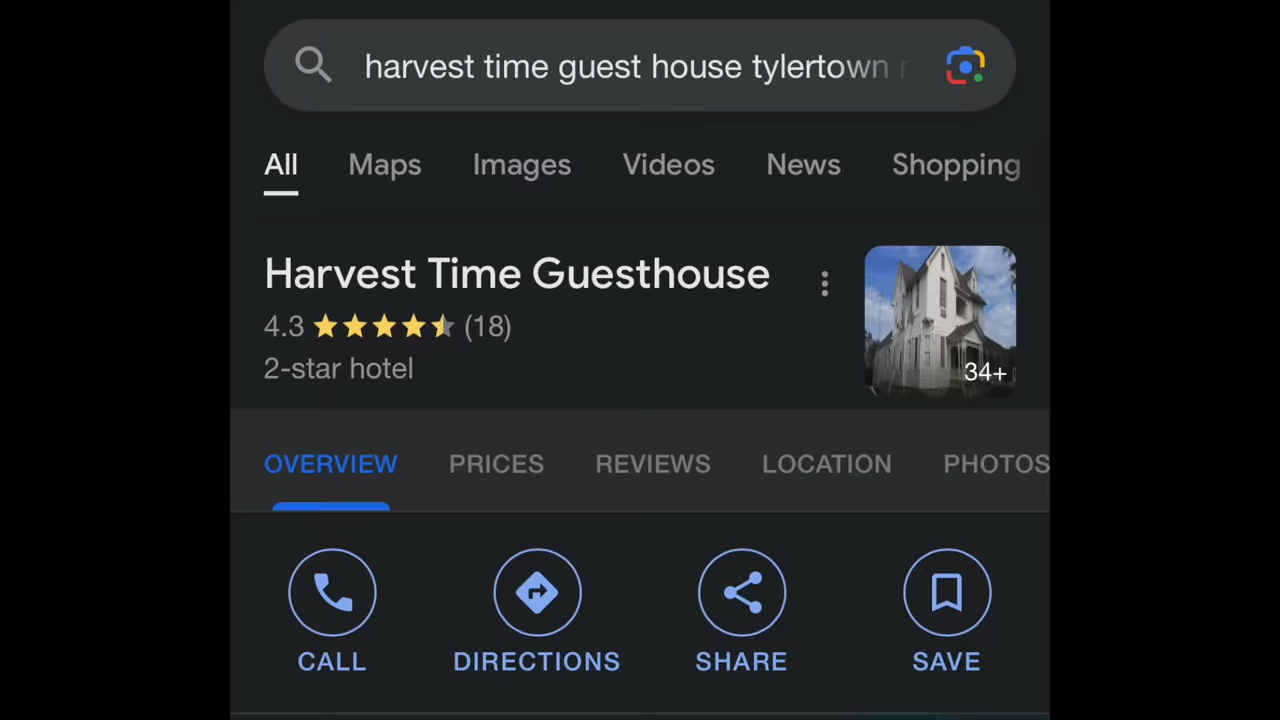 harvest time guest house tylertown
All Maps Images Videos News Shopping
Harvest Time Guesthouse
4.3 (18)
2-star hotel
34+
OVERVIEW PRICES REVIEWS LOCATION PHOTOS
CALL DIRECTIONS SHARE SAVE